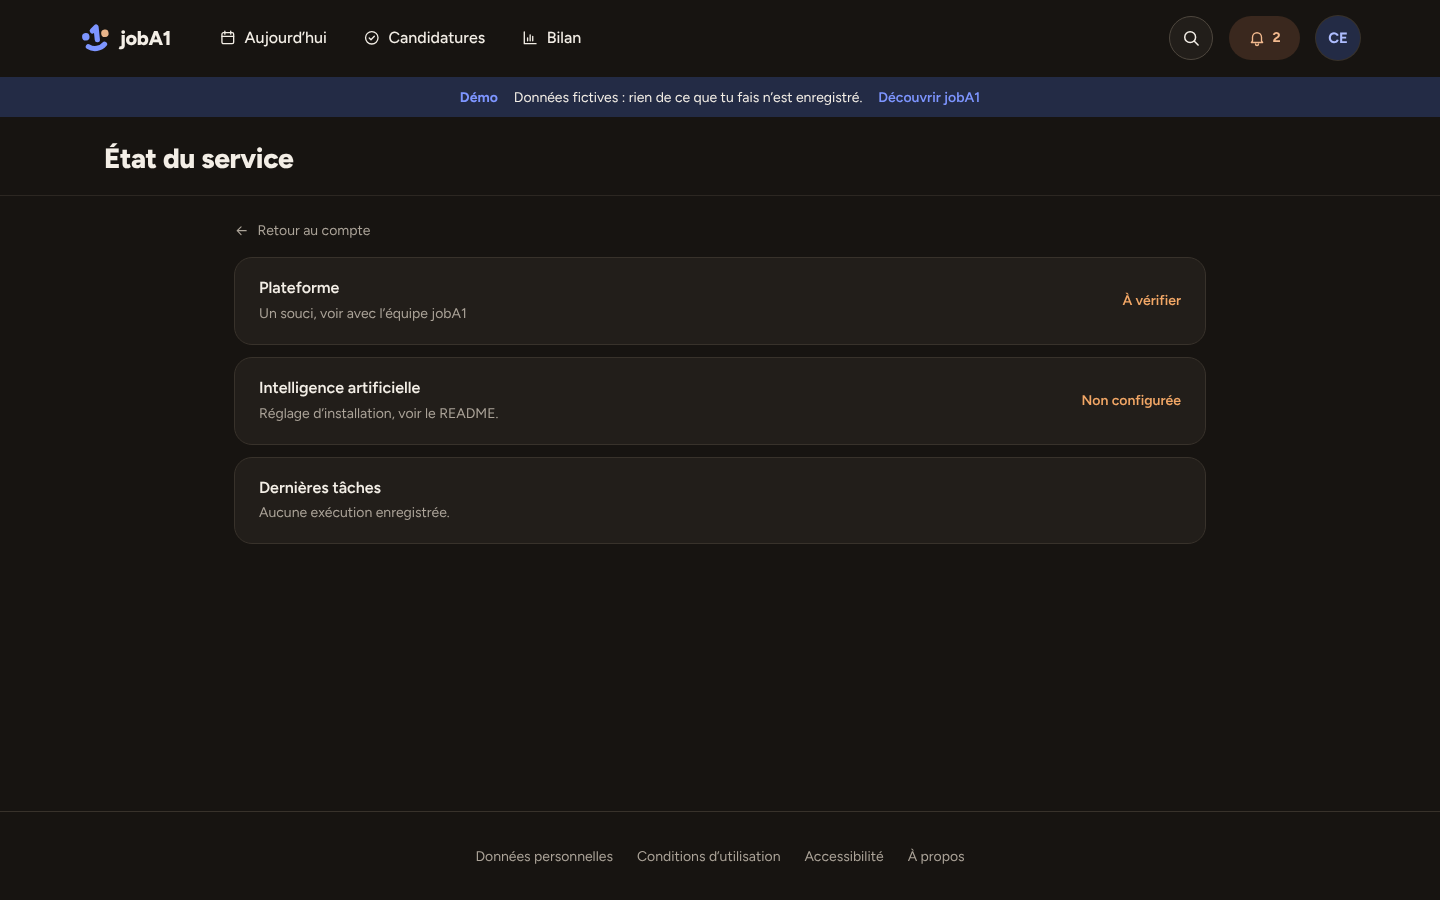 jobA1
Aujourd’hui
Candidatures
Bilan
2
CE
Démo Données fictives : rien de ce que tu fais n’est enregistré. Découvrir jobA1
État du service
← Retour au compte
Plateforme
Un souci, voir avec l’équipe jobA1
À vérifier
Intelligence artificielle
Réglage d’installation, voir le README.
Non configurée
Dernières tâches
Aucune exécution enregistrée.
Données personnelles Conditions d’utilisation Accessibilité À propos